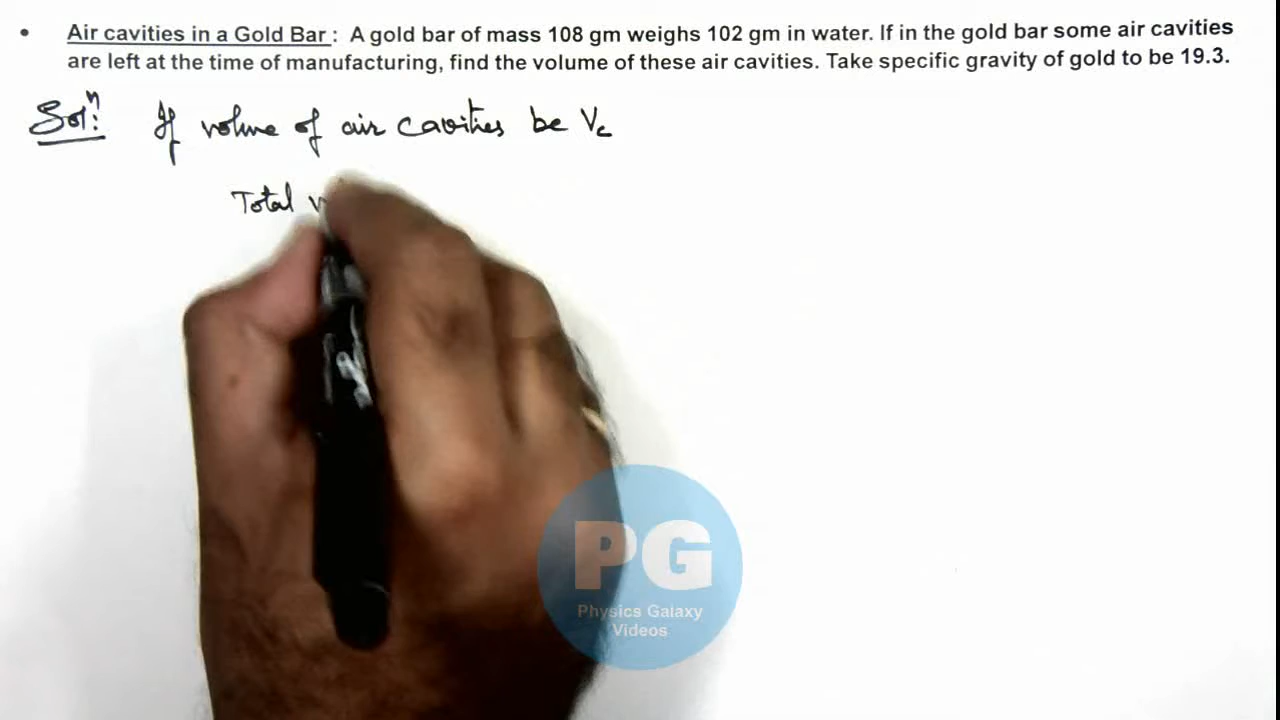 • Air cavities in a Gold Bar : A gold bar of mass 108 gm weighs 102 gm in water. If in the gold bar some air cavities
are left at the time of manufacturing, find the volume of these air cavities. Take specific gravity of gold to be 19.3.
Solⁿ: If volume of air cavities be Vc
Total v
PG
Physics Galaxy
Videos